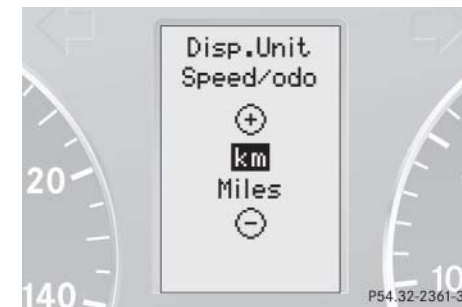 Disp.Unit
Speed/odo
+
km
Miles
-
20
140
10
P54.32-2361-3